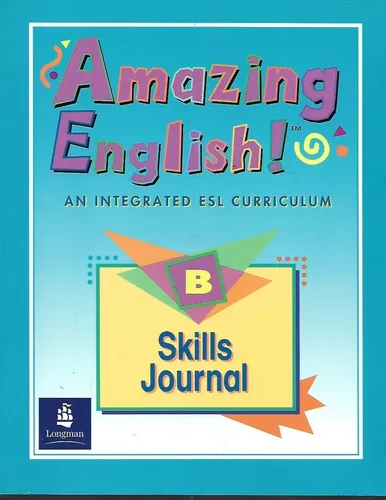 Amazing
English!™
AN INTEGRATED ESL CURRICULUM
B
Skills
Journal
Longman